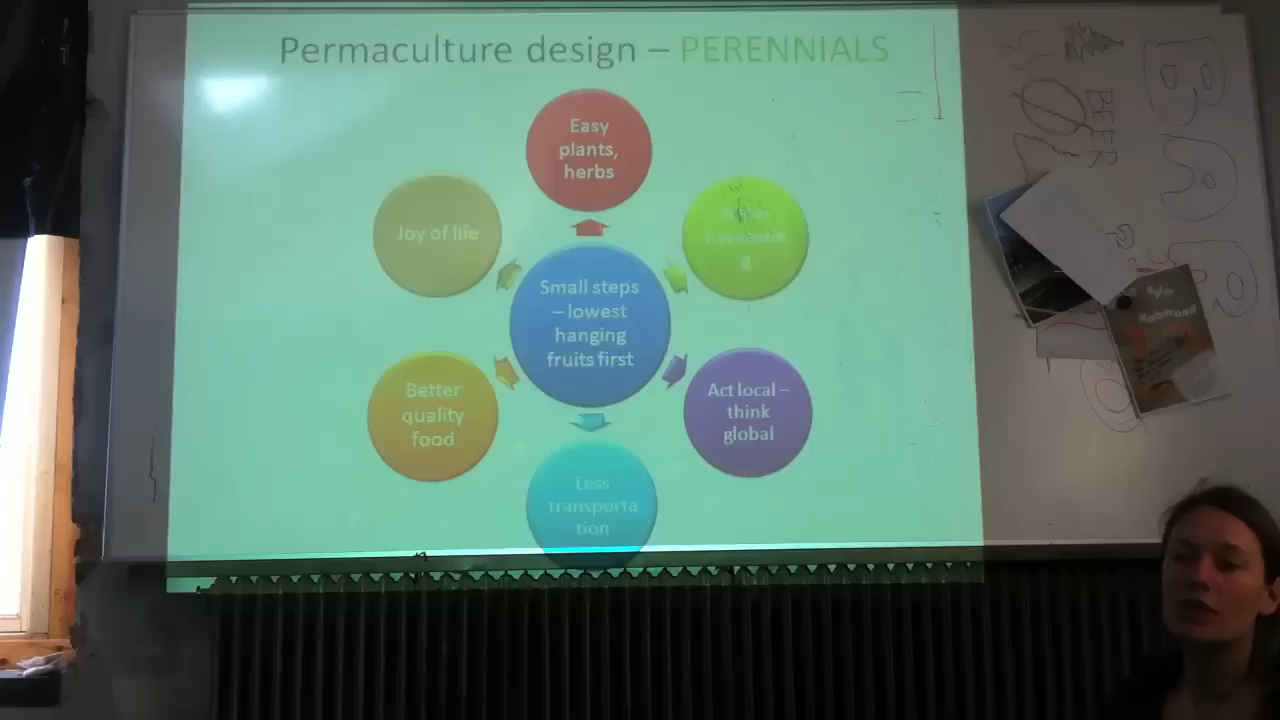 Permaculture design – PERENNIALS
Easy
plants,
herbs
Joy of life
Small steps
– lowest
hanging
fruits first
Better
quality
food
Act local –
think
global
Less
transporta
tion
BEER